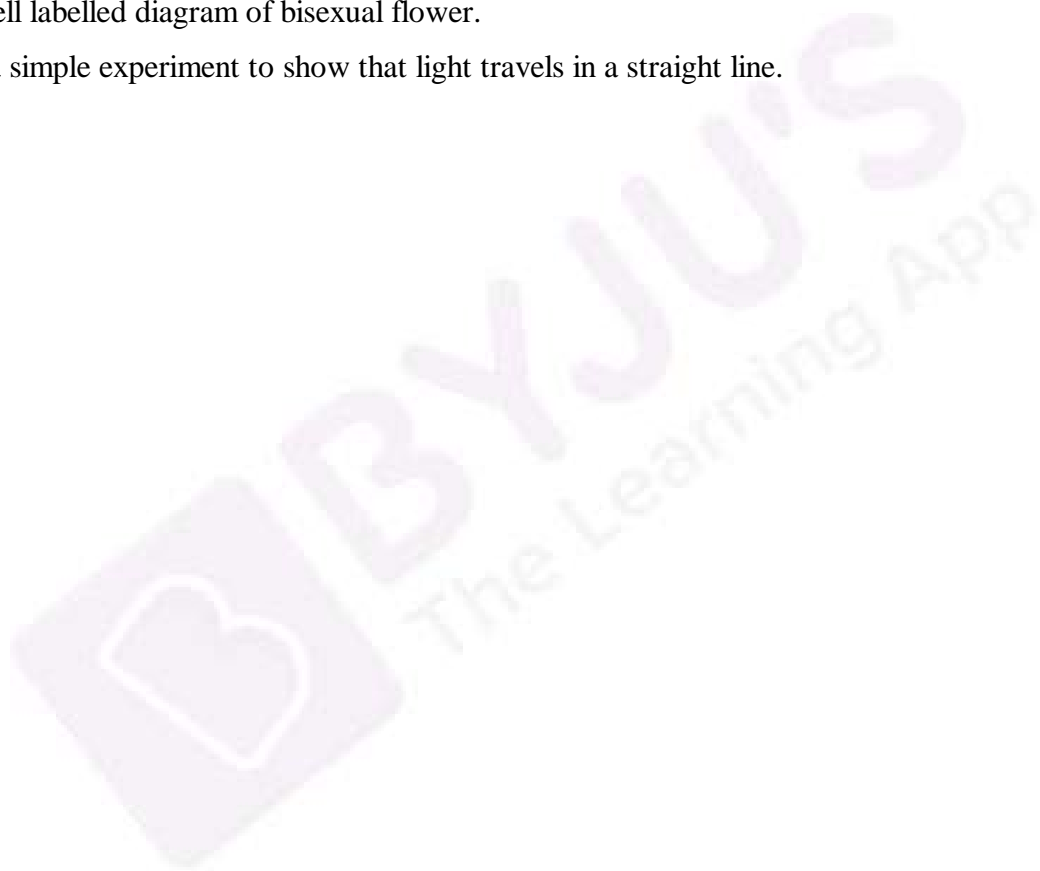 ell labelled diagram of bisexual flower.
simple experiment to show that light travels in a straight line.
BYJU'S
The Learning App